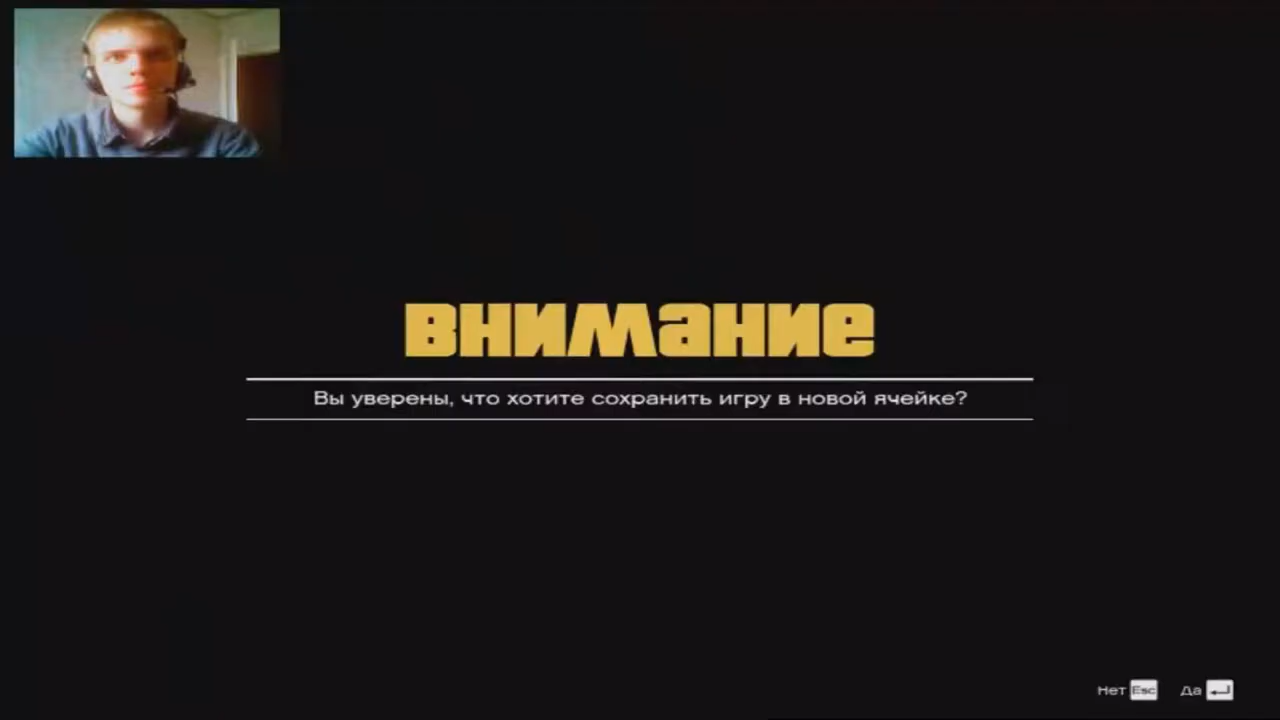 внимание
Вы уверены, что хотите сохранить игру в новой ячейке?
Нет Esc Да